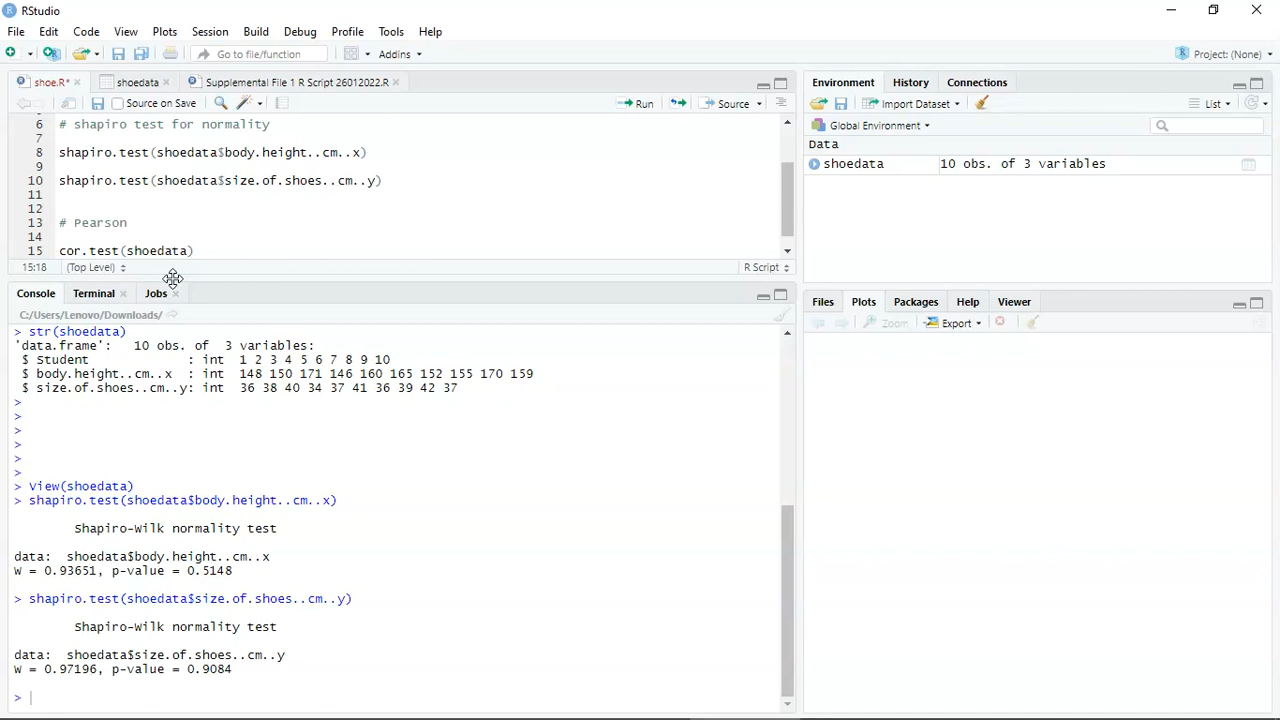 RStudio
File Edit Code View Plots Session Build Debug Profile Tools Help
Go to file/function Addins Project: (None)
shoe.R* shoedata Supplemental File 1 R Script 26012022.R
Source on Save Run Source
6 # shapiro test for normality
7
8 shapiro.test(shoedata$body.height..cm..x)
9
10 shapiro.test(shoedata$size.of.shoes..cm..y)
11
12
13 # Pearson
14
15 cor.test(shoedata)
15:18 (Top Level) R Script
Console Terminal Jobs
C:/Users/Lenovo/Downloads/
> str(shoedata)
'data.frame': 10 obs. of 3 variables:
$ Student : int 1 2 3 4 5 6 7 8 9 10
$ body.height..cm..x : int 148 150 171 146 160 165 152 155 170 159
$ size.of.shoes..cm..y: int 36 38 40 34 37 41 36 39 42 37
>
>
>
>
>
>
> View(shoedata)
> shapiro.test(shoedata$body.height..cm..x)
Shapiro-Wilk normality test
data: shoedata$body.height..cm..x
W = 0.93651, p-value = 0.5148
> shapiro.test(shoedata$size.of.shoes..cm..y)
Shapiro-Wilk normality test
data: shoedata$size.of.shoes..cm..y
W = 0.97196, p-value = 0.9084
>
Environment History Connections
Import Dataset List
Global Environment
Data
shoedata 10 obs. of 3 variables
Files Plots Packages Help Viewer
Zoom Export